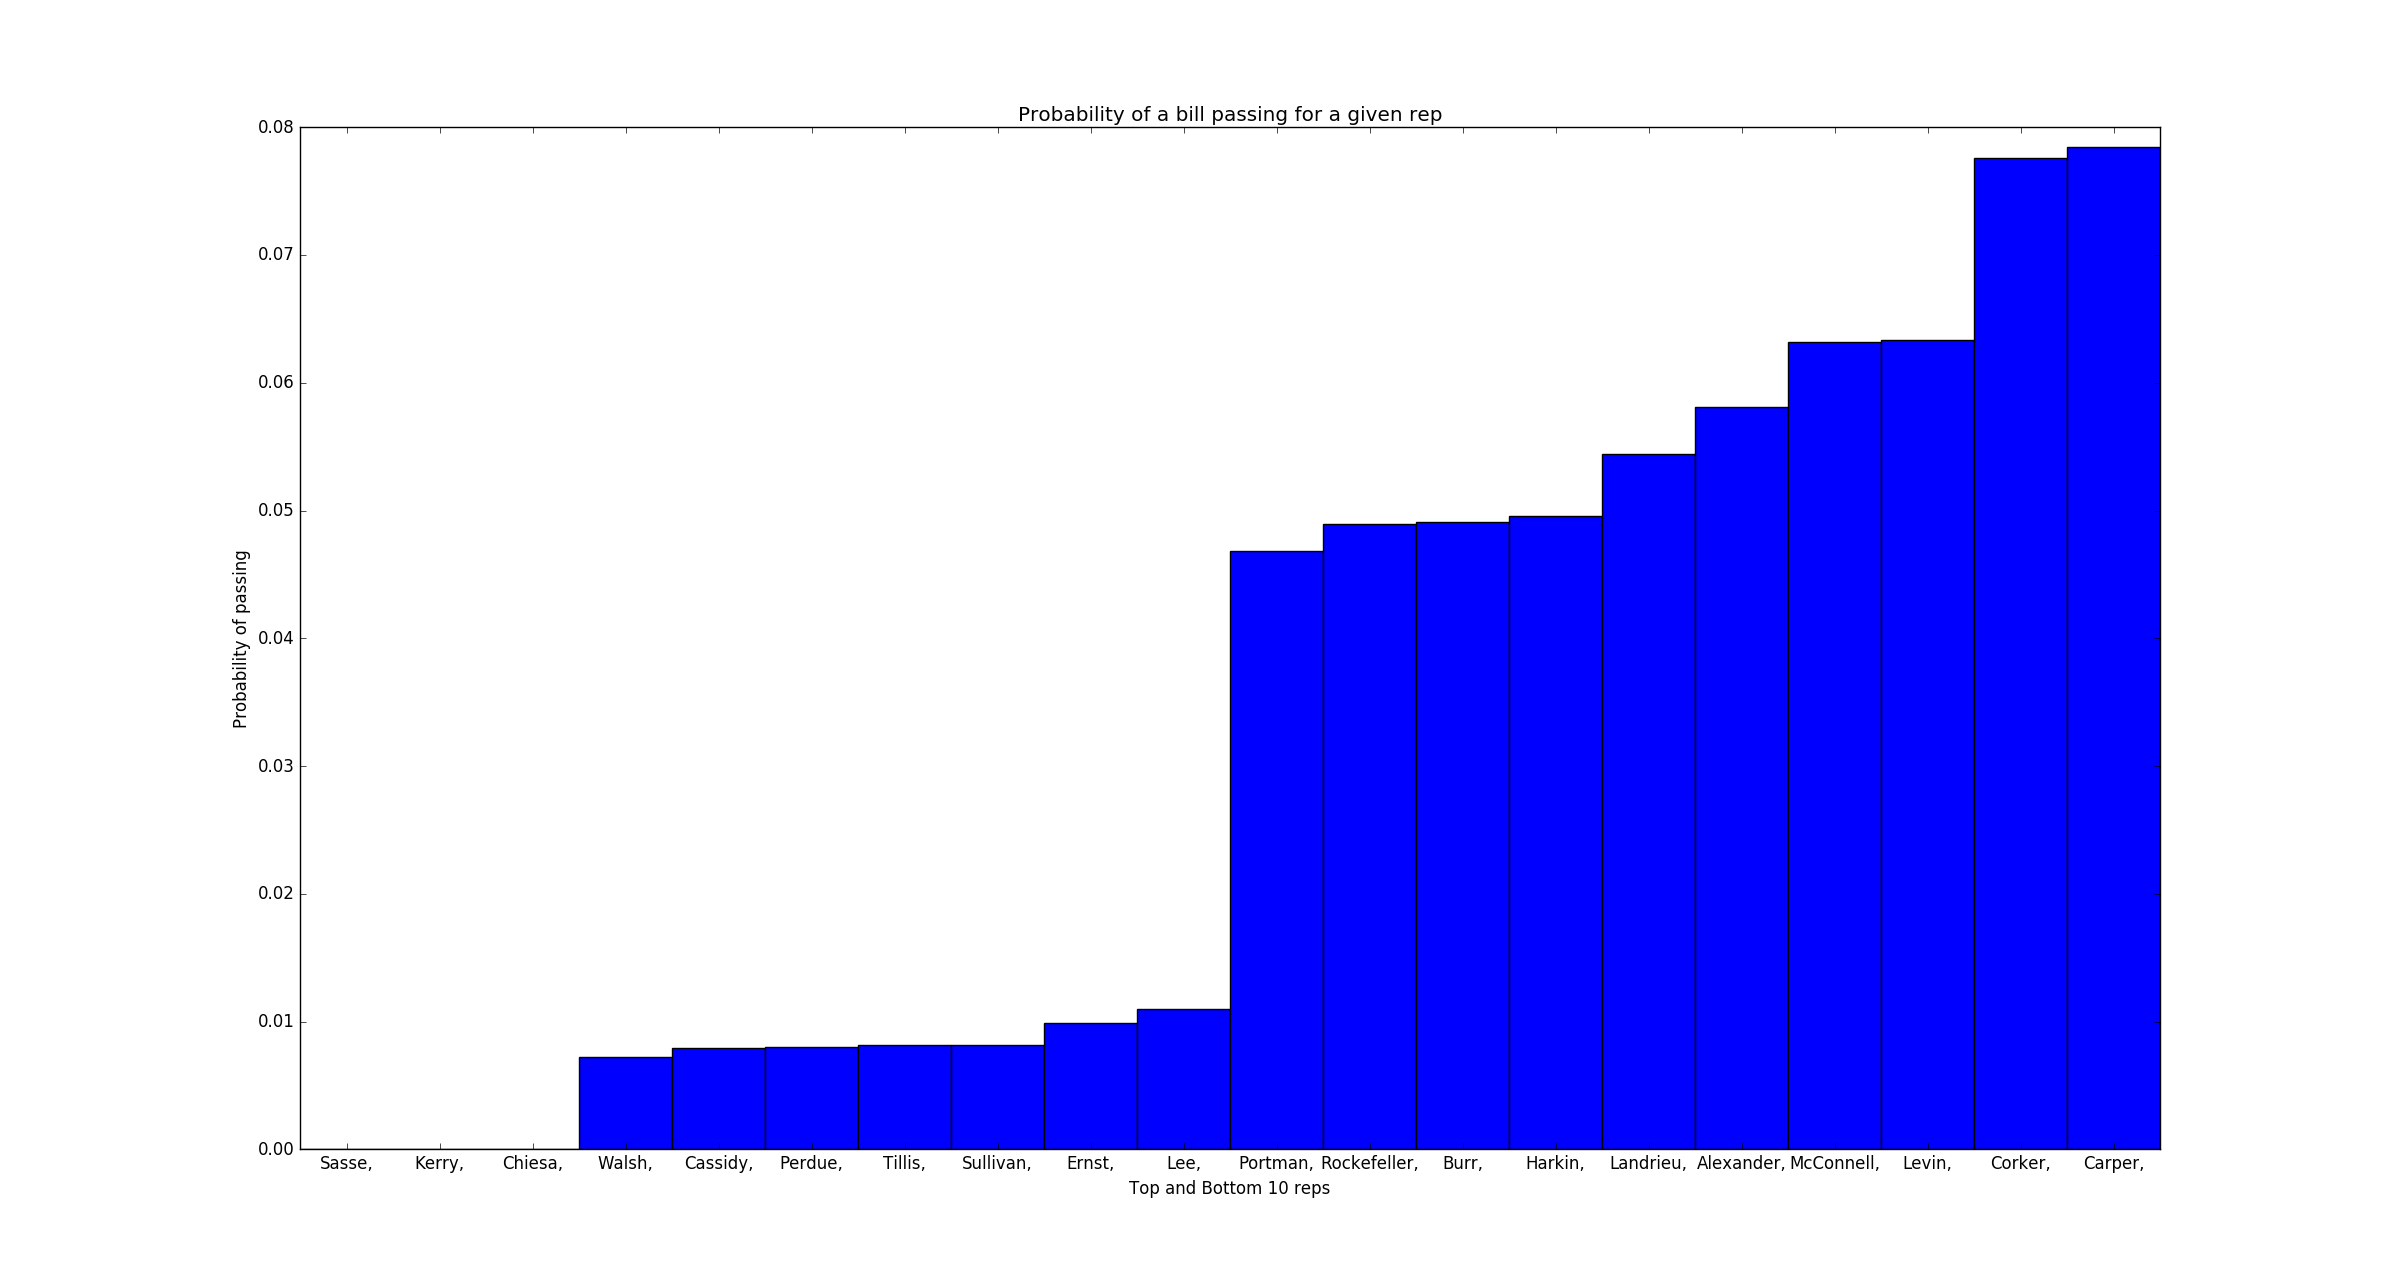 Probability of a bill passing for a given rep
0.08
0.07
0.06
0.05
0.04
0.03
0.02
0.01
0.00
Probability of passing
Sasse, Kerry, Chiesa, Walsh, Cassidy, Perdue, Tillis, Sullivan, Ernst, Lee, Portman, Rockefeller, Burr, Harkin, Landrieu, Alexander, McConnell, Levin, Corker, Carper,
Top and Bottom 10 reps